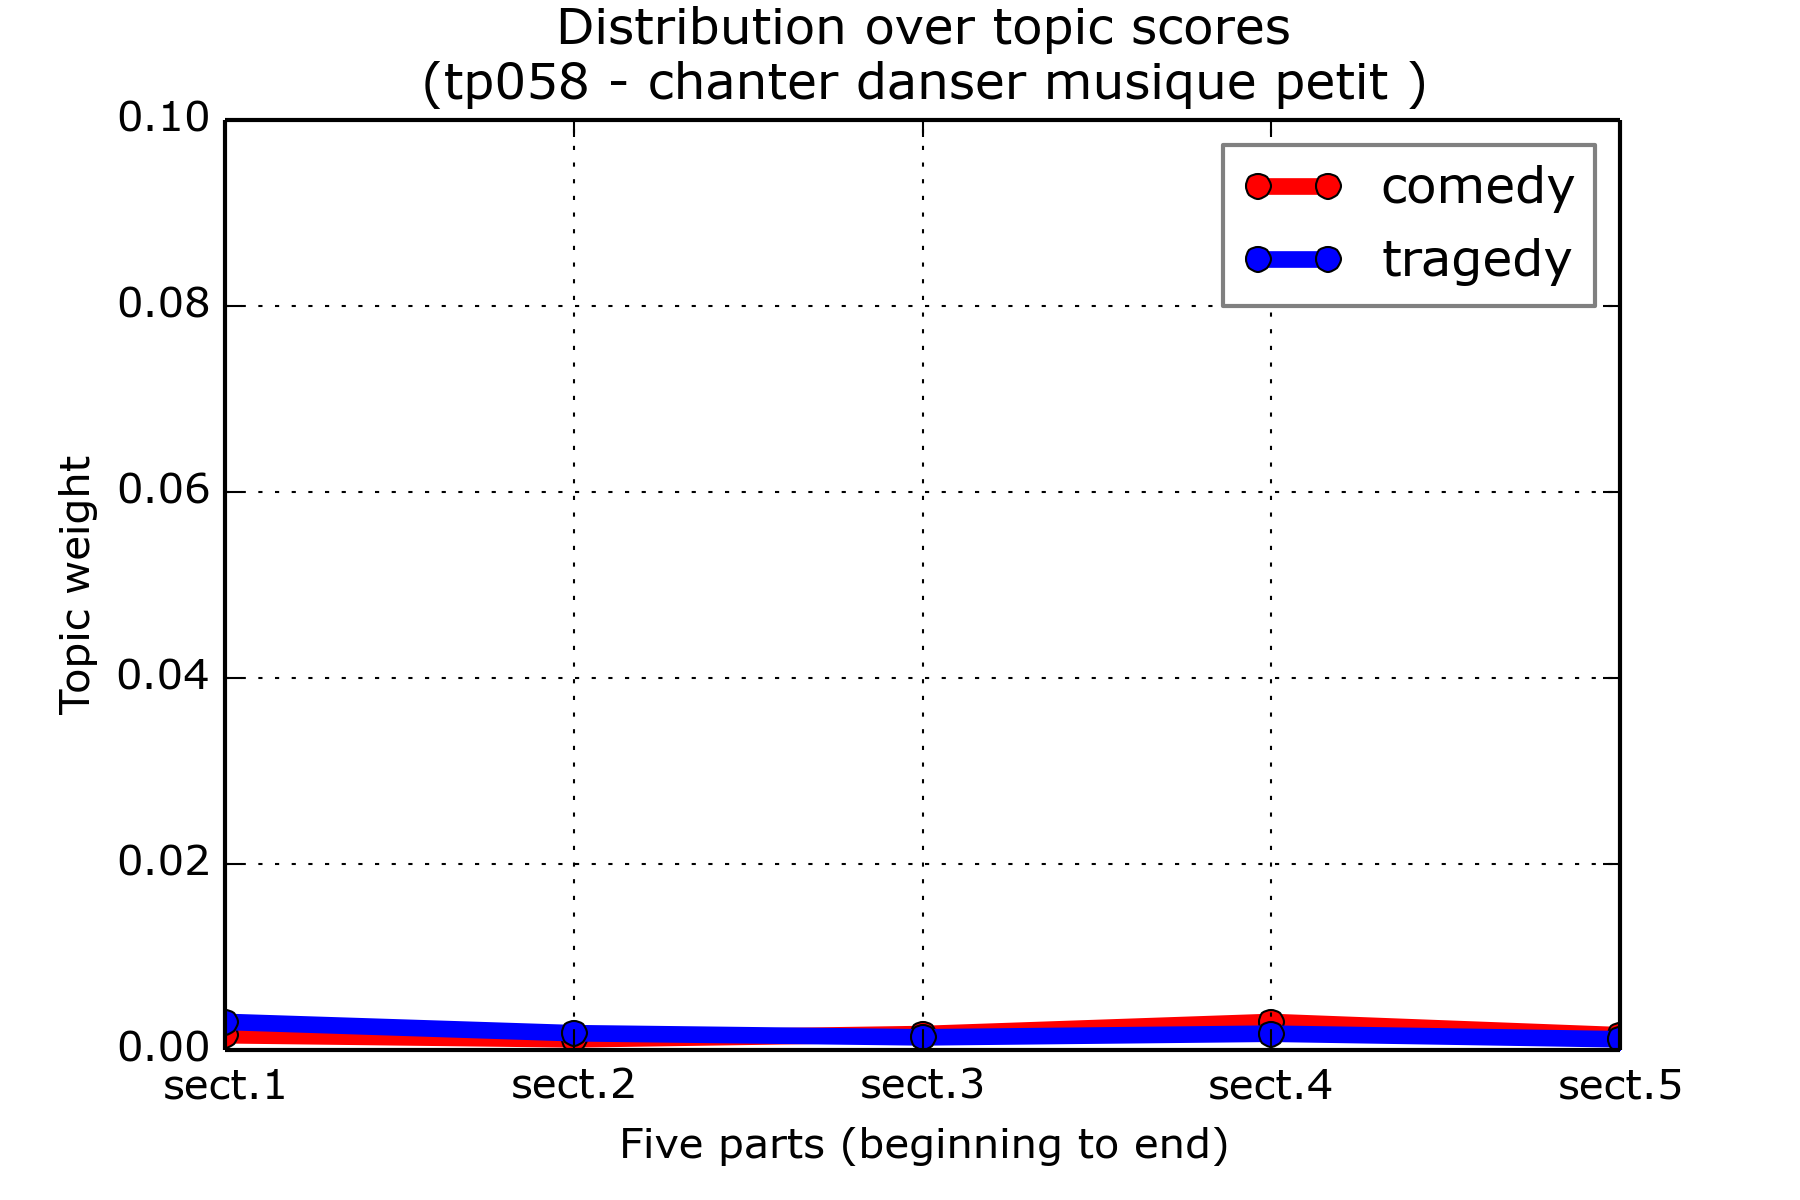 Distribution over topic scores
(tp058 - chanter danser musique petit )
0.10
0.08
0.06
0.04
0.02
0.00
Topic weight
comedy
tragedy
sect.1 sect.2 sect.3 sect.4 sect.5
Five parts (beginning to end)